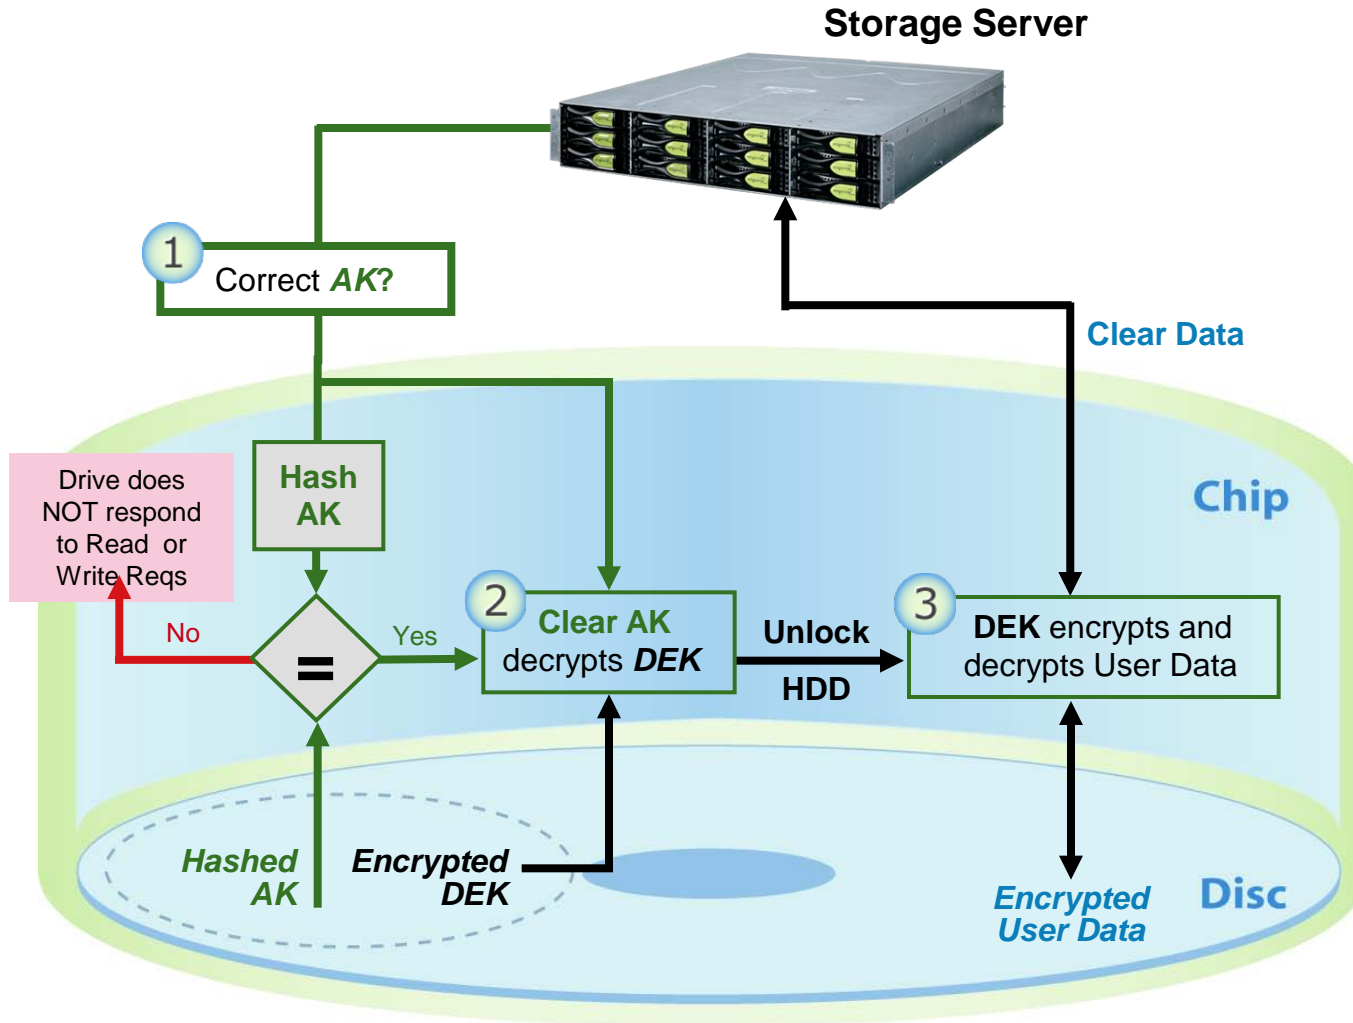 Storage Server
1
Correct AK?
Clear Data
Hash
AK
Drive does
NOT respond
to Read or
Write Reqs
Chip
No
=
Yes
2
Clear AK
decrypts DEK
Unlock
HDD
3
DEK encrypts and
decrypts User Data
Hashed
AK
Encrypted
DEK
Encrypted
User Data
Disc